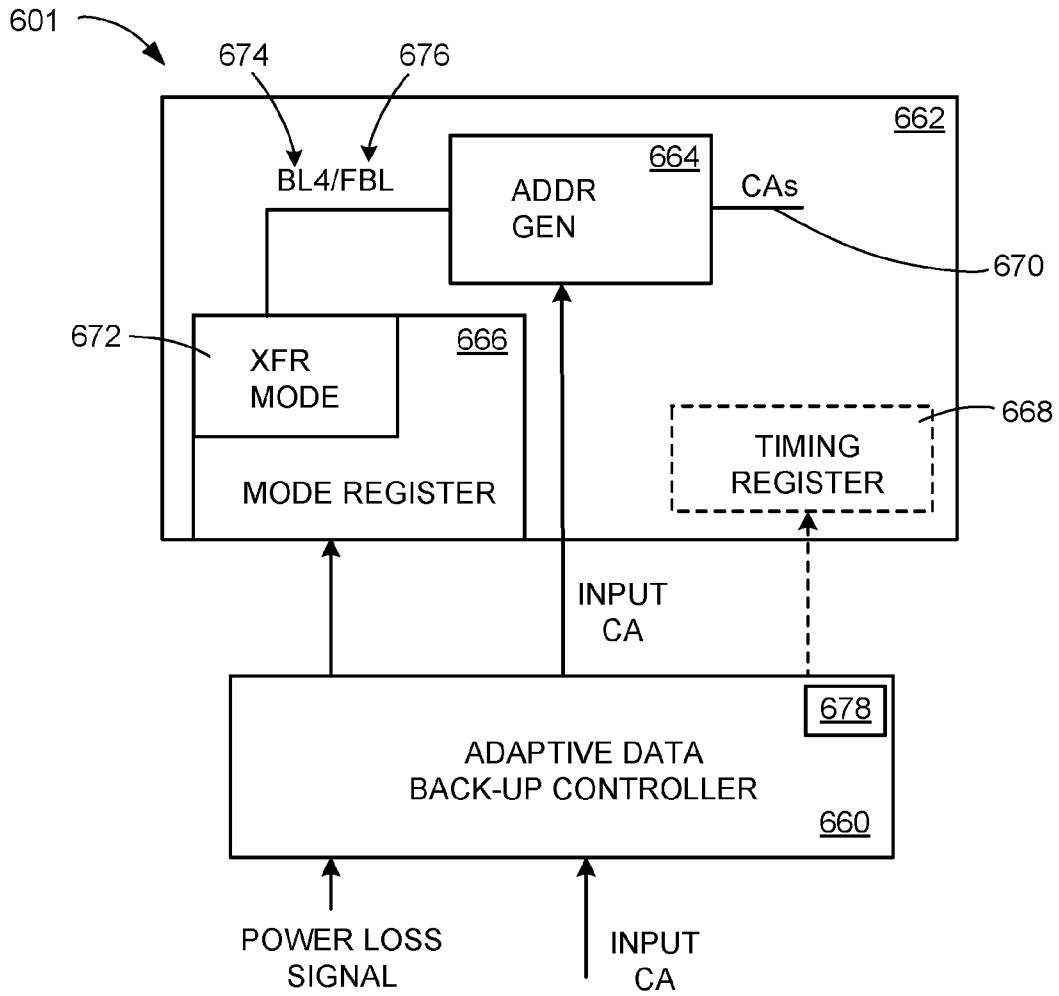 601
674
676
662
BL4/FBL
664
ADDR
GEN
CAs
670
672
XFR
MODE
666
668
TIMING
REGISTER
MODE REGISTER
INPUT
CA
678
ADAPTIVE DATA
BACK-UP CONTROLLER
660
POWER LOSS
SIGNAL
INPUT
CA